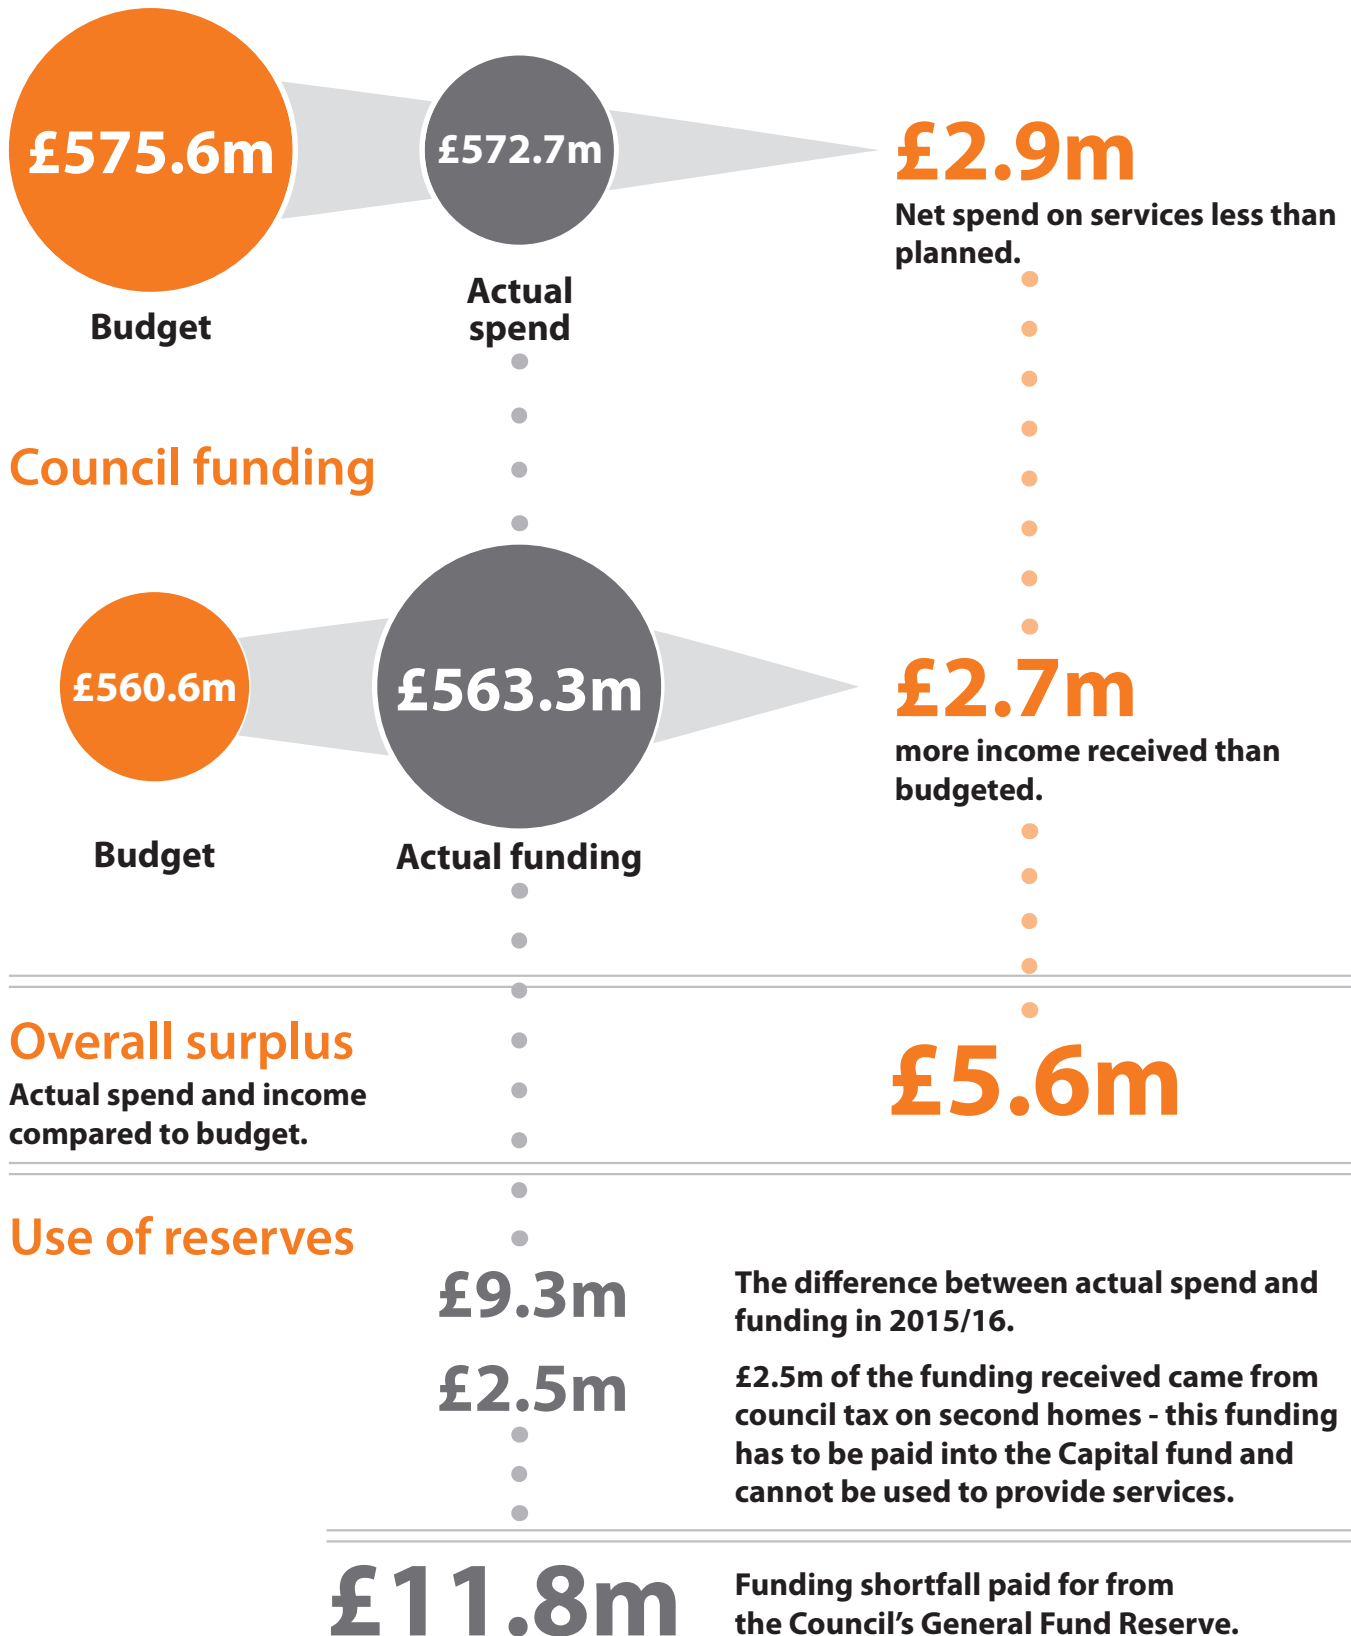 £575.6m
£572.7m
£2.9m
Net spend on services less than
planned.
Budget
Actual
spend
Council funding
£560.6m
£563.3m
£2.7m
more income received than
budgeted.
Budget
Actual funding
Overall surplus
Actual spend and income
compared to budget.
£5.6m
Use of reserves
£9.3m
The difference between actual spend and
funding in 2015/16.
£2.5m
£2.5m of the funding received came from
council tax on second homes - this funding
has to be paid into the Capital fund and
cannot be used to provide services.
£11.8m
Funding shortfall paid for from
the Council's General Fund Reserve.